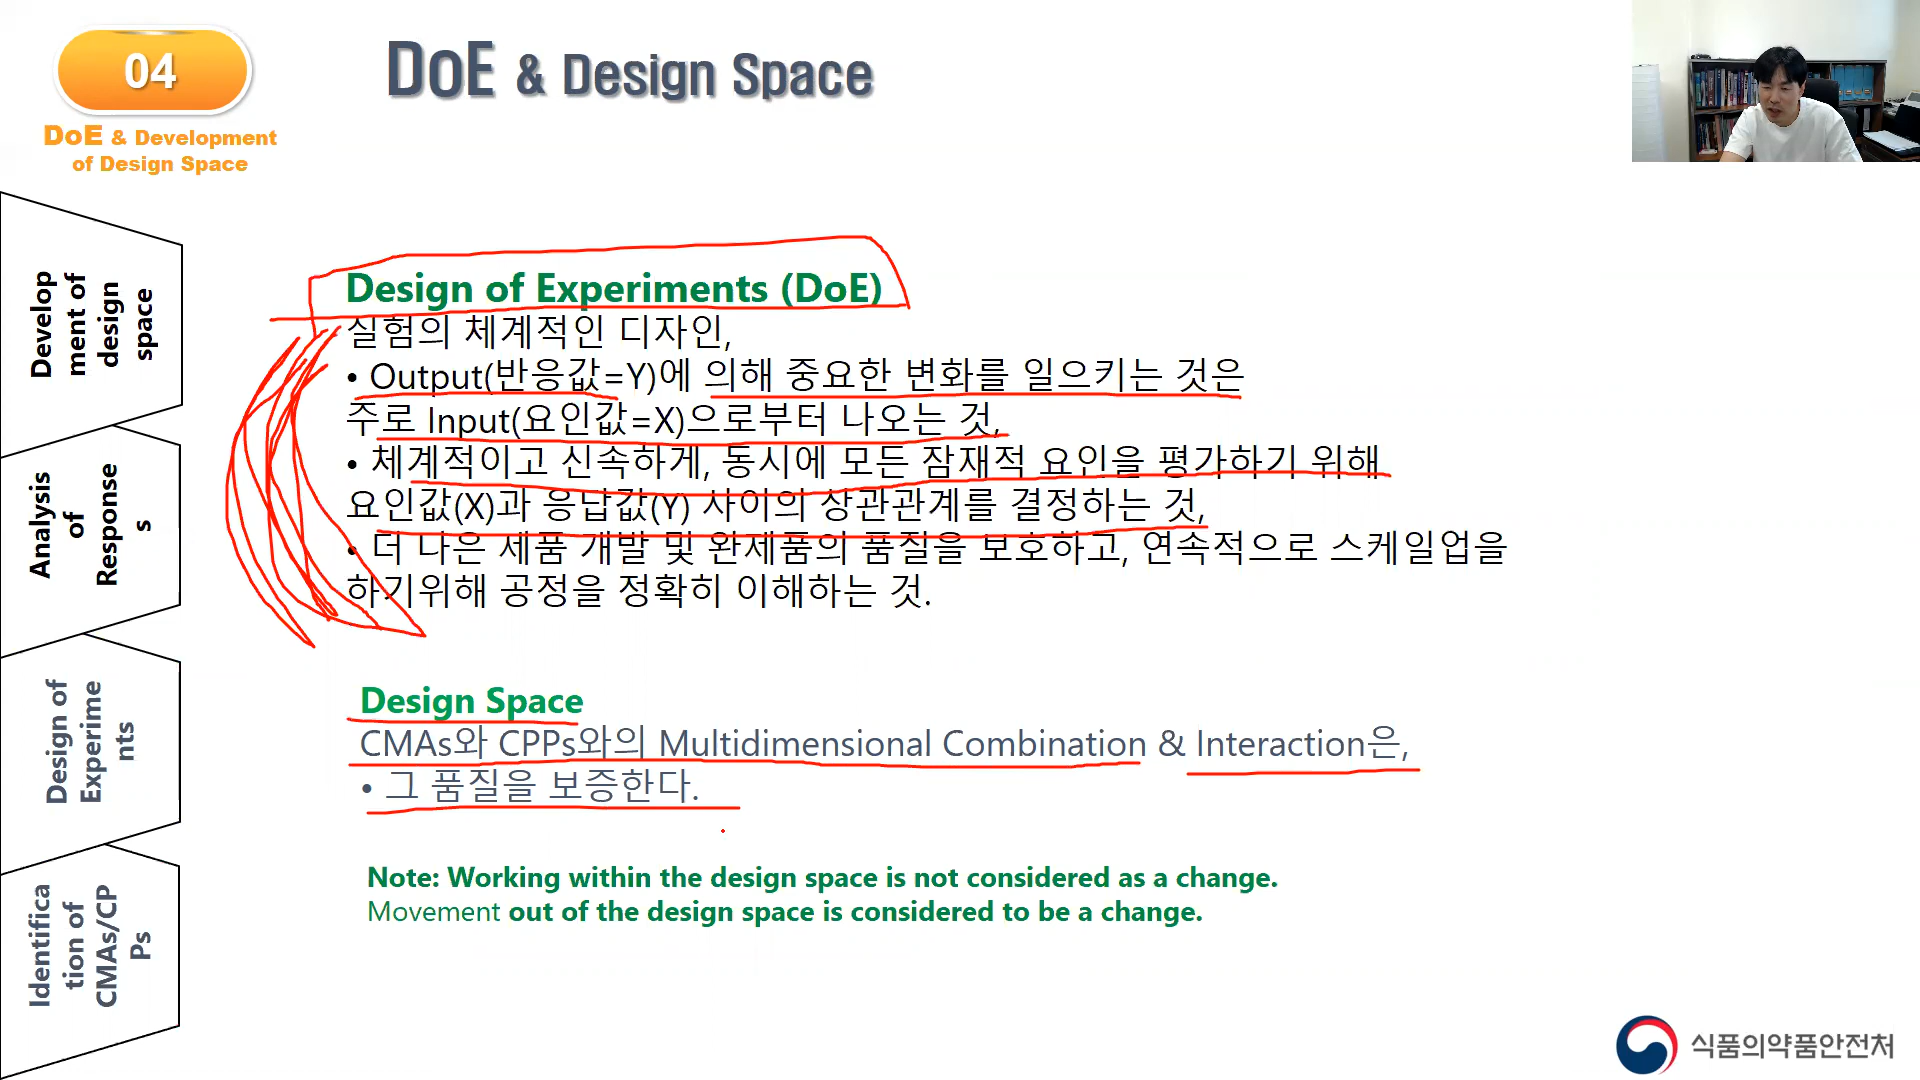 04
DoE & Development
of Design Space
DoE & Design Space
Develop
ment of
design
space
Analysis
of
Response
s
Design of
Experime
nts
Identifica
tion of
CMAs/CP
Ps
Design of Experiments (DoE)
실험의 체계적인 디자인,
• Output(반응값=Y)에 의해 중요한 변화를 일으키는 것은
주로 Input(요인값=X)으로부터 나오는 것,
• 체계적이고 신속하게, 동시에 모든 잠재적 요인을 평가하기 위해
요인값(X)과 응답값(Y) 사이의 상관관계를 결정하는 것,
• 더 나은 제품 개발 및 완제품의 품질을 보호하고, 연속적으로 스케일업을
하기위해 공정을 정확히 이해하는 것.
Design Space
CMAs와 CPPs와의 Multidimensional Combination & Interaction은,
• 그 품질을 보증한다.
Note: Working within the design space is not considered as a change.
Movement out of the design space is considered to be a change.
식품의약품안전처